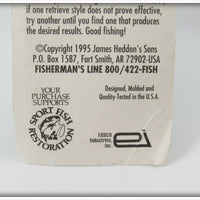 if one retrieve style does not prove effective,
try another until you find one that produces
the desired results. Good fishing!
©Copyright 1995 James Heddon's Sons
P.O. Box 1587, Fort Smith, AR 72902-USA
FISHERMAN'S LINE 800/422-FISH
YOUR
PURCHASE
SUPPORTS
SPORT FISH
RESTORATION
Designed, Molded and
Quality-Tested in the U.S.A.
EBSCO
Industries,
Inc.
ei